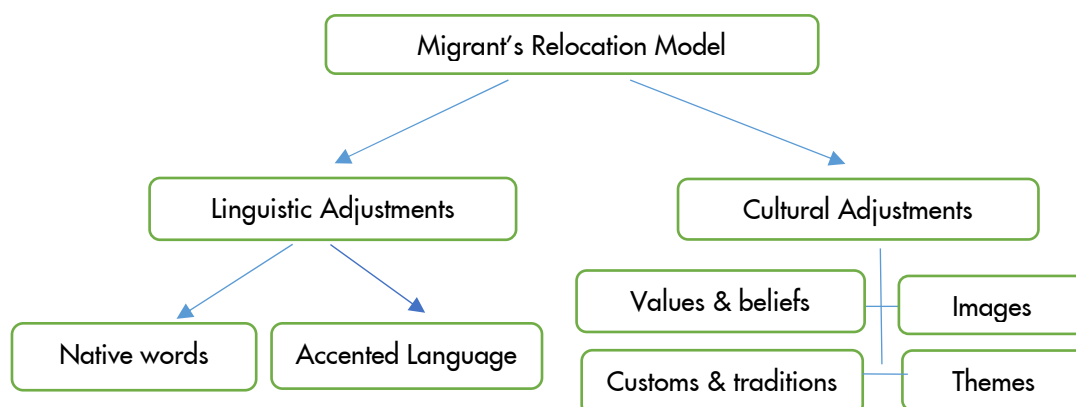 Migrant's Relocation Model
Linguistic Adjustments
Cultural Adjustments
Values & beliefs
Images
Native words
Accented Language
Customs & traditions
Themes